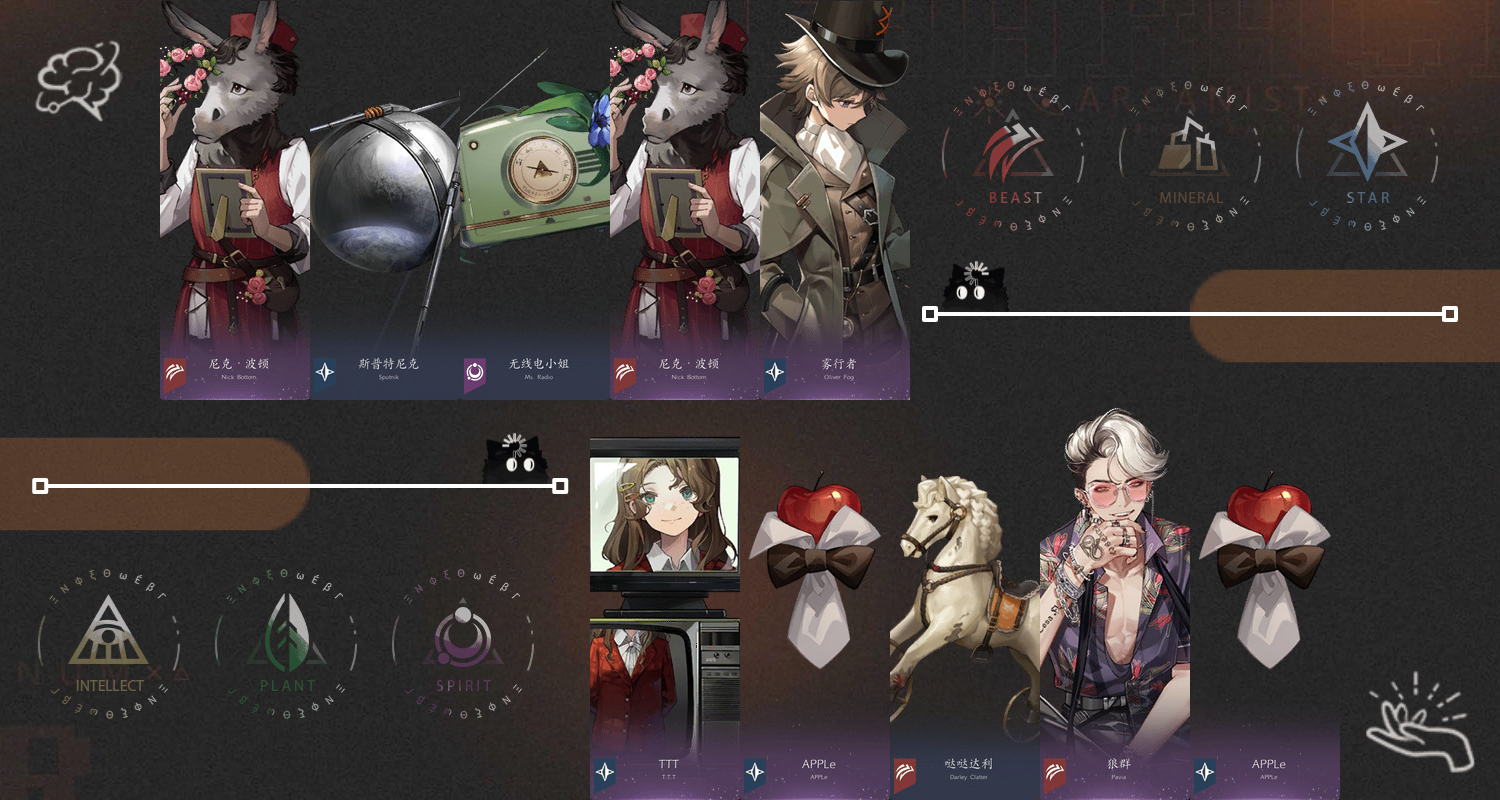 ARCANIST
BEAST
MINERAL
STAR
尼克·波顿
Nick Bottom
斯普特尼克
Sputnik
无线电小姐
Ms. Radio
尼克·波顿
Nick Bottom
雾行者
Oliver Fog
INTELLECT
PLANT
SPIRIT
TTT
T.T.T
APPLe
APPLe
哒哒达利
Darley Clatter
狼群
Pavia
APPLe
APPLe